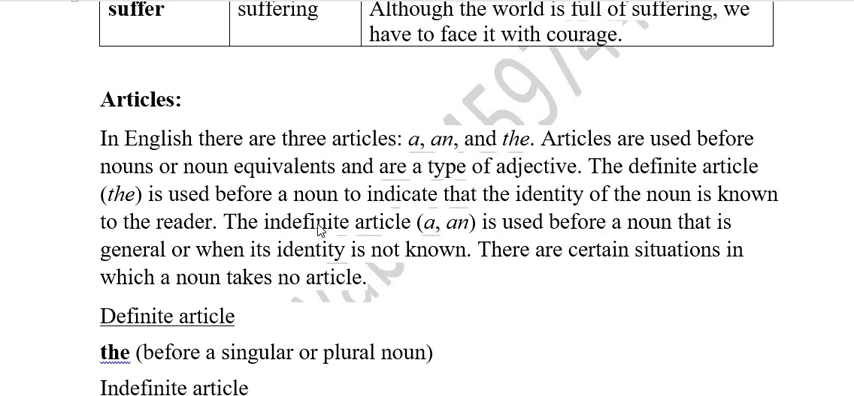 suffer suffering Although the world is full of suffering, we
have to face it with courage.
Articles:
In English there are three articles: a, an, and the. Articles are used before
nouns or noun equivalents and are a type of adjective. The definite article
(the) is used before a noun to indicate that the identity of the noun is known
to the reader. The indefinite article (a, an) is used before a noun that is
general or when its identity is not known. There are certain situations in
which a noun takes no article.
Definite article
the (before a singular or plural noun)
Indefinite article